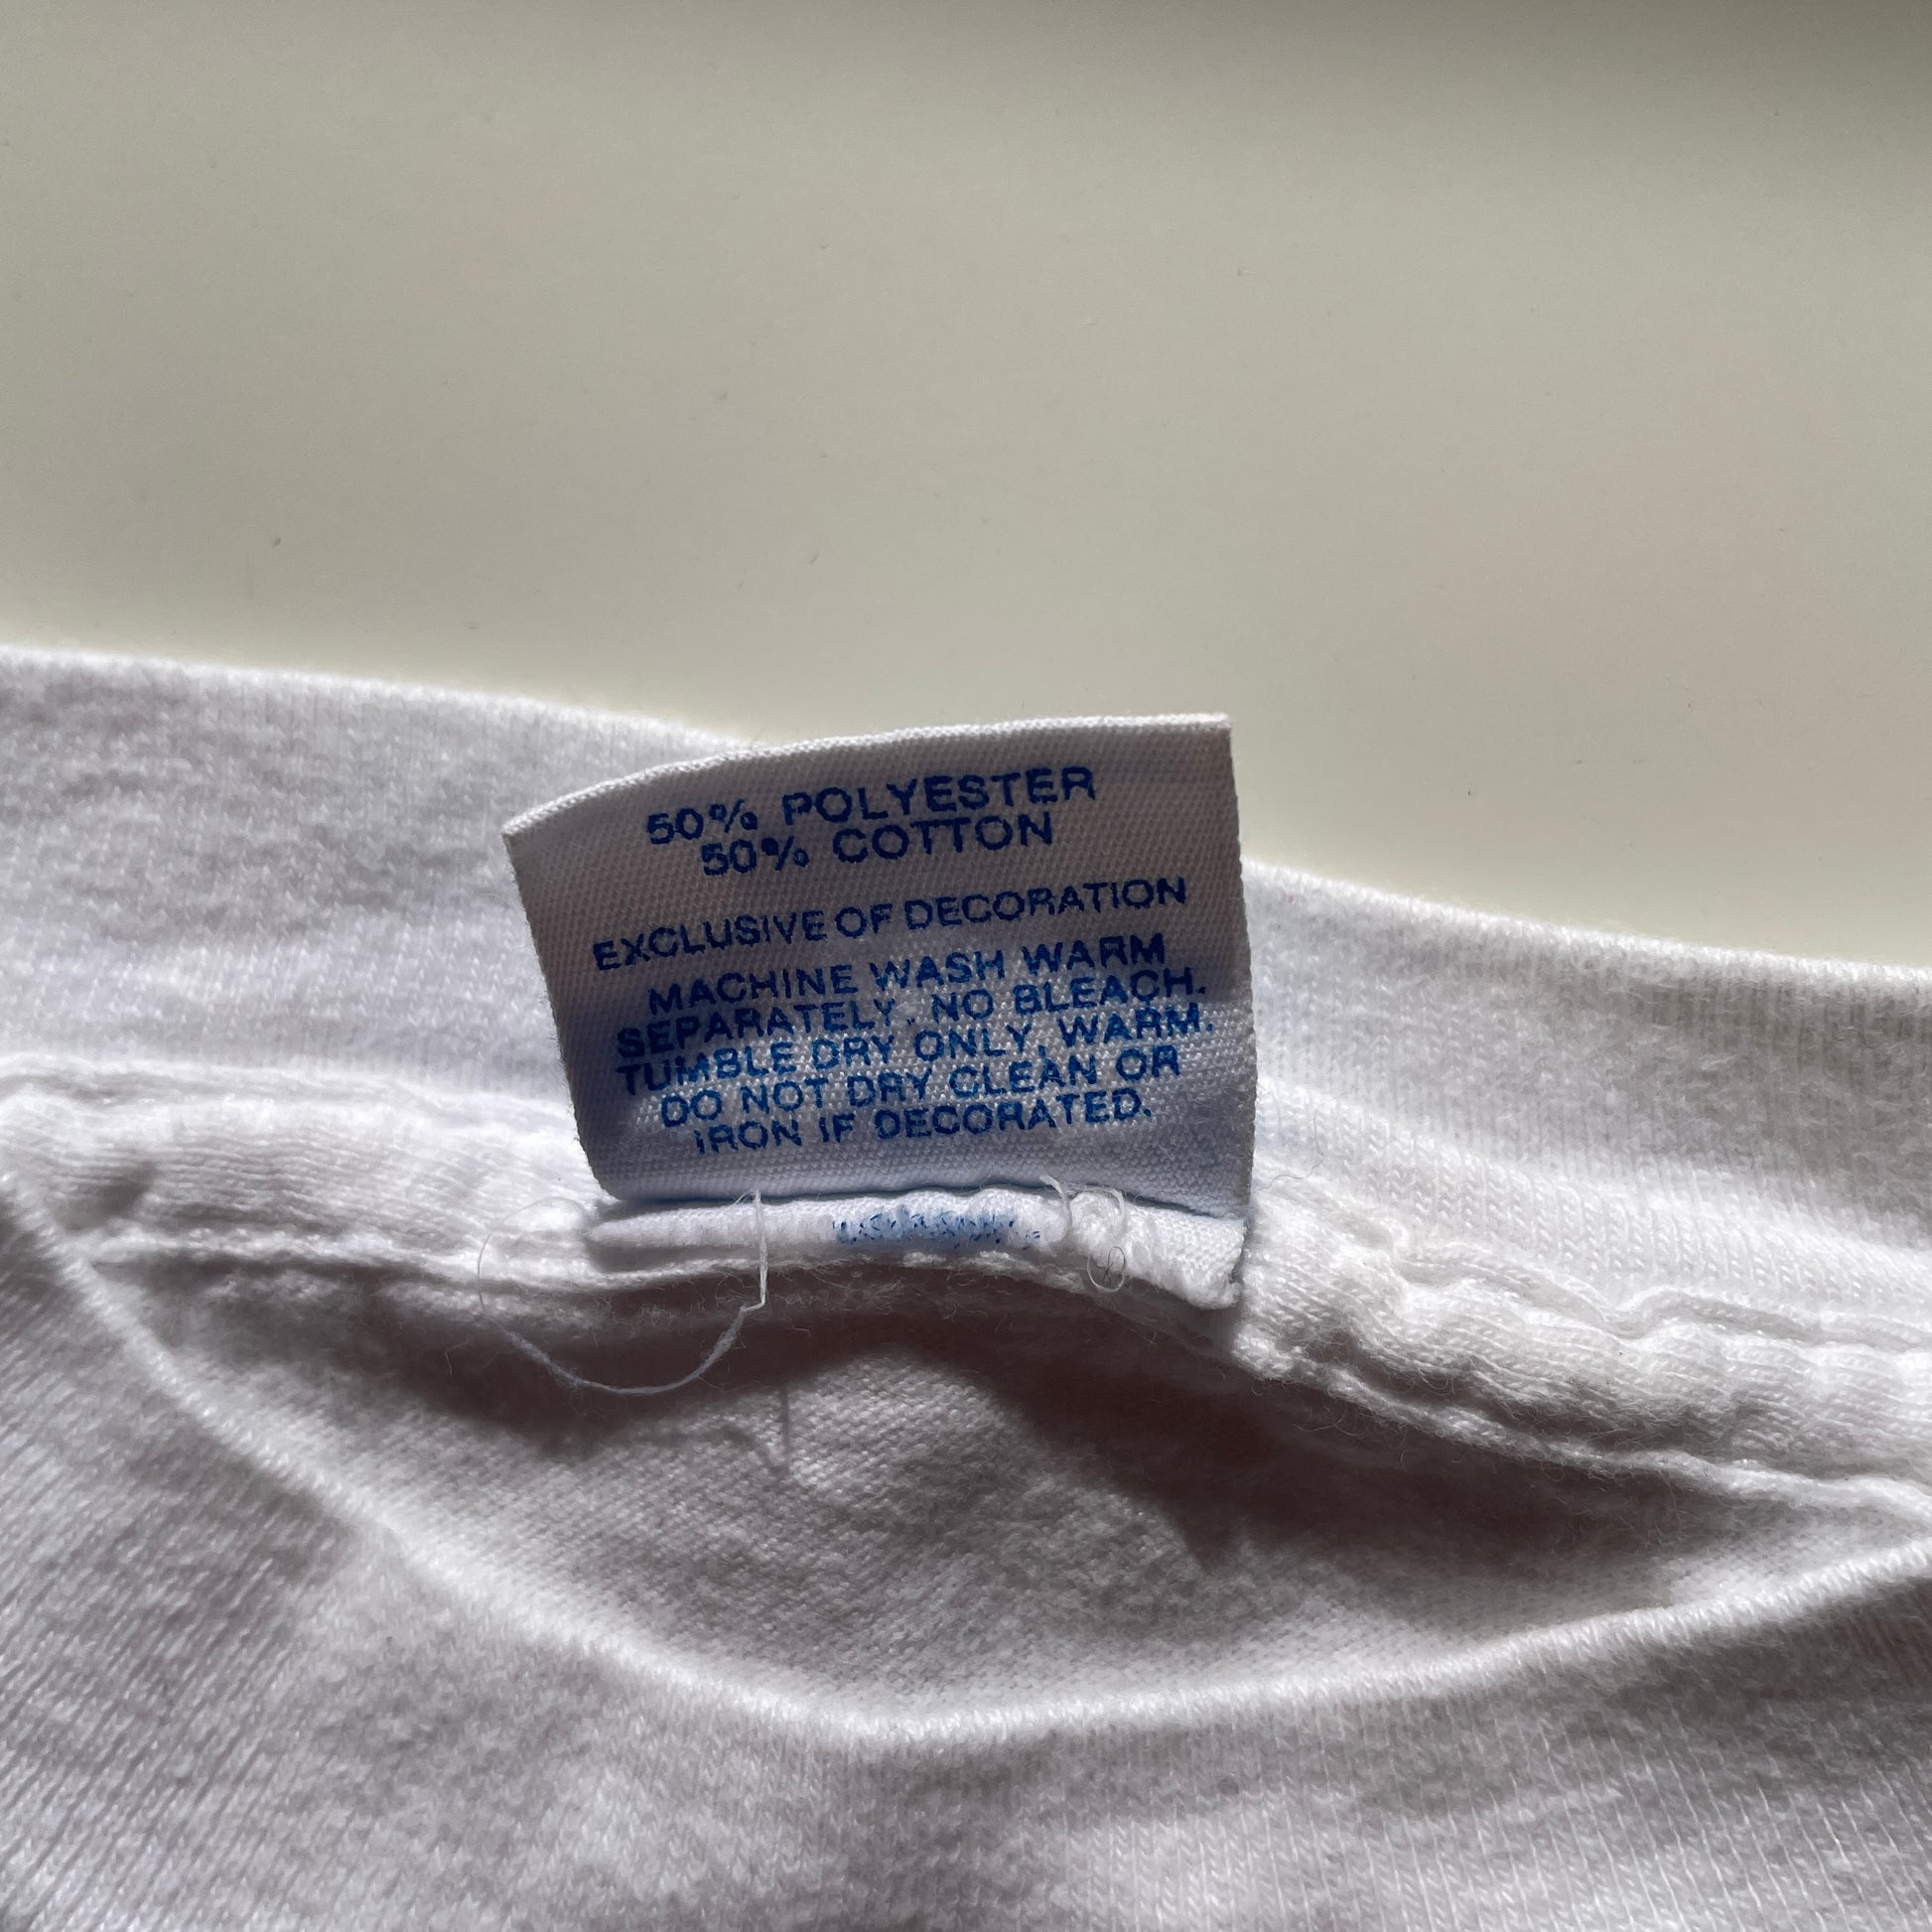 50% POLYESTER
50% COTTON
EXCLUSIVE OF DECORATION
MACHINE WASH WARM
SEPARATELY. NO BLEACH.
TUMBLE DRY ONLY, WARM.
DO NOT DRY CLEAN OR
IRON IF DECORATED.